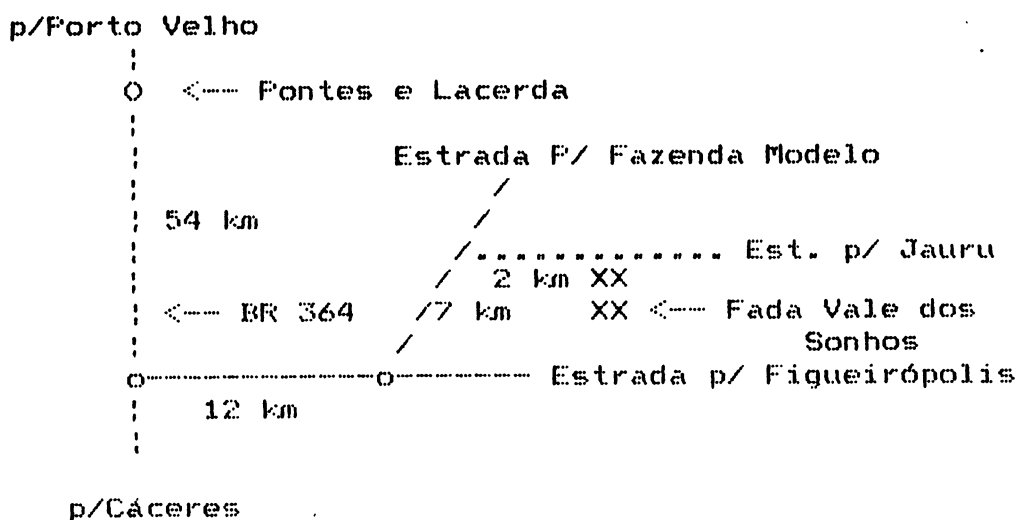 p/Porto Velho
<--- Pontes e Lacerda
Estrada P/ Fazenda Modelo
54 km
Est. p/ Jauru
2 km XX
<--- BR 364 7 km XX <--- Fada Vale dos
Sonhos
Estrada p/ Figueirópolis
12 km
p/Cáceres